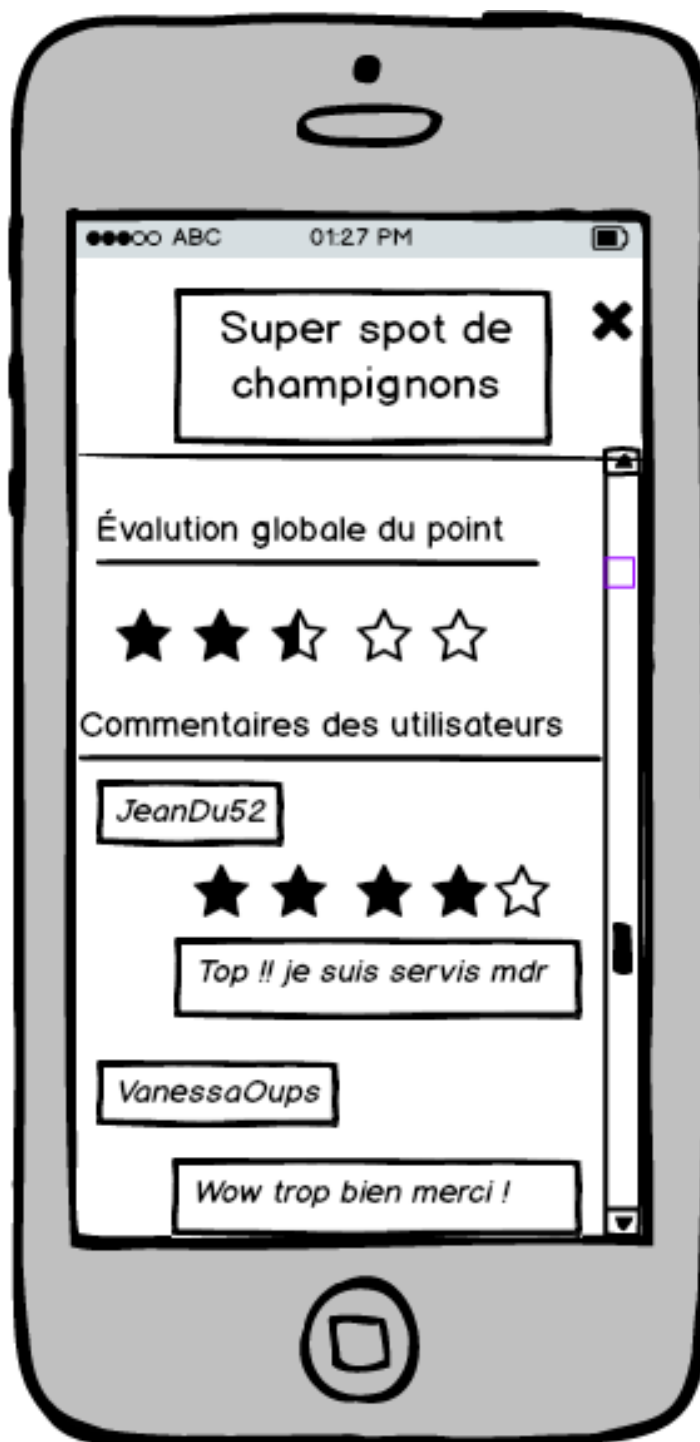 ABC 01:27 PM
Super spot de
champignons
Évalution globale du point
Commentaires des utilisateurs
JeanDu52
Top !! je suis servis mdr
VanessaOups
Wow trop bien merci !